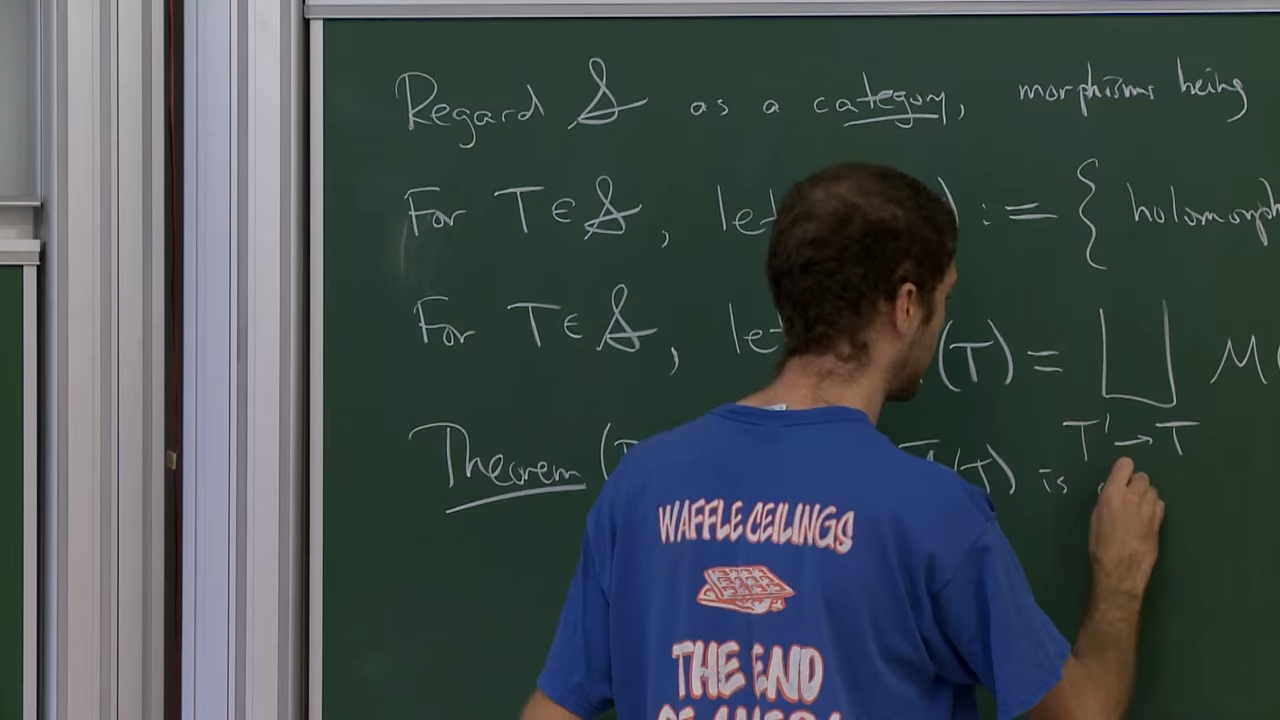 Regard 𝒮 as a category, morphisms being
For T ∈ 𝒮, let ) := { holomorph
For T ∈ 𝒮, let (T) = ⊔ M(
T' → T
Theorem ( (T) is
WAFFLE CEILINGS
THE END